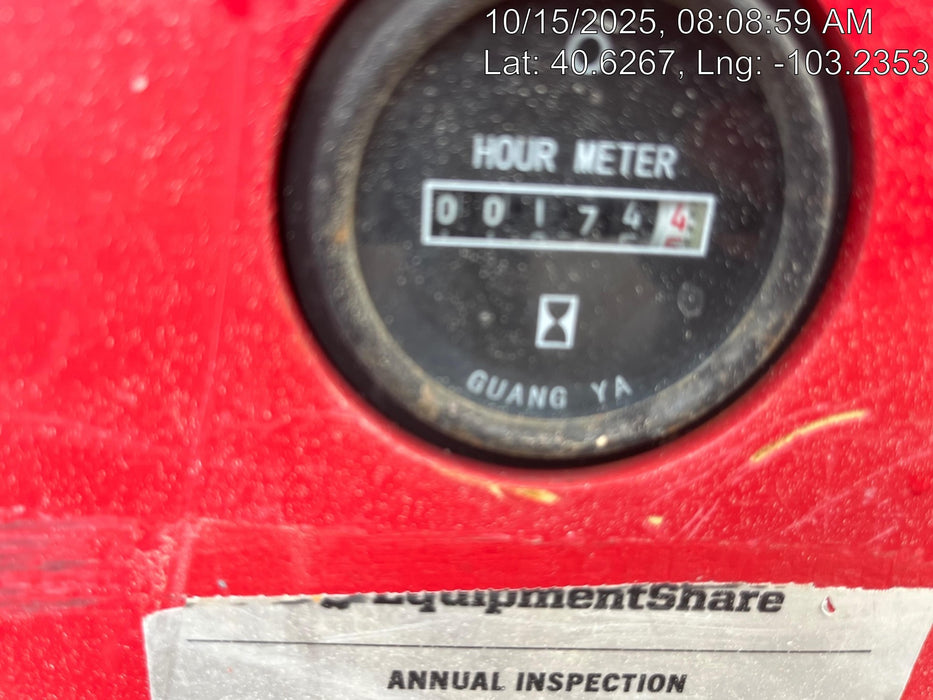 10/15/2025, 08:08:59 AM
Lat: 40.6267, Lng: -103.2353
HOUR METER
001744
GUANG YA
EquipmentShare
ANNUAL INSPECTION